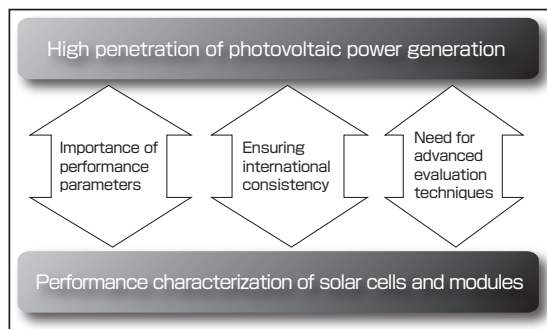 High penetration of photovoltaic power generation
Importance of
performance
parameters
Ensuring
international
consistency
Need for
advanced
evaluation
techniques
Performance characterization of solar cells and modules